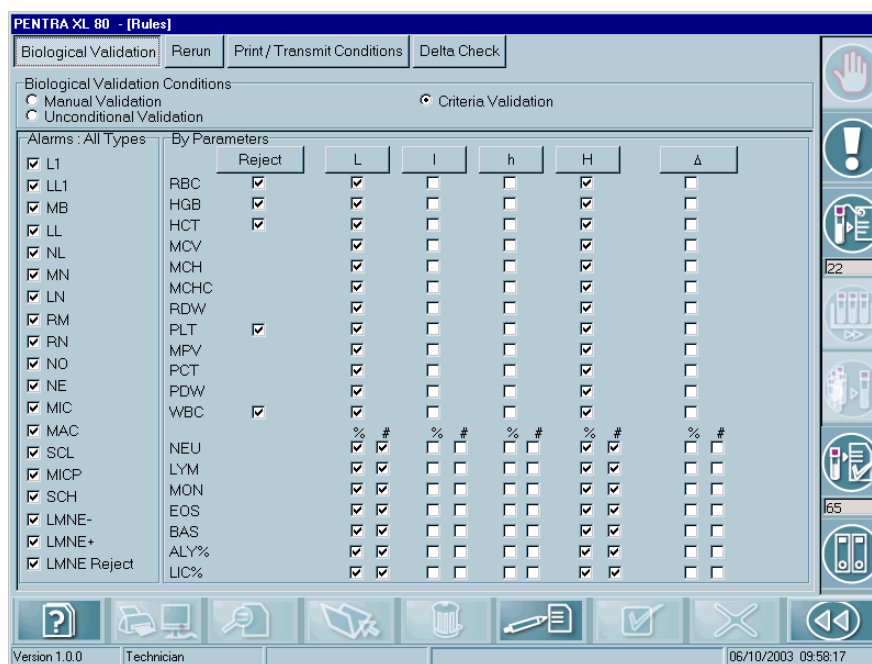 PENTRA XL 80 - [Rules]
Biological Validation Rerun Print / Transmit Conditions Delta Check
Biological Validation Conditions
Manual Validation Criteria Validation
Unconditional Validation
Alarms : All Types By Parameters
Reject L l h H Δ
L1
LL1
MB
LL
NL
MN
LN
RM
RN
NO
NE
MIC
MAC
SCL
MICP
SCH
LMNE-
LMNE+
LMNE Reject
RBC
HGB
HCT
MCV
MCH
MCHC
RDW
PLT
MPV
PCT
PDW
WBC
% # % # % # % # % #
NEU
LYM
MON
EOS
BAS
ALY%
LIC%
22
65
Version 1.0.0 Technician 06/10/2003 09:58:17